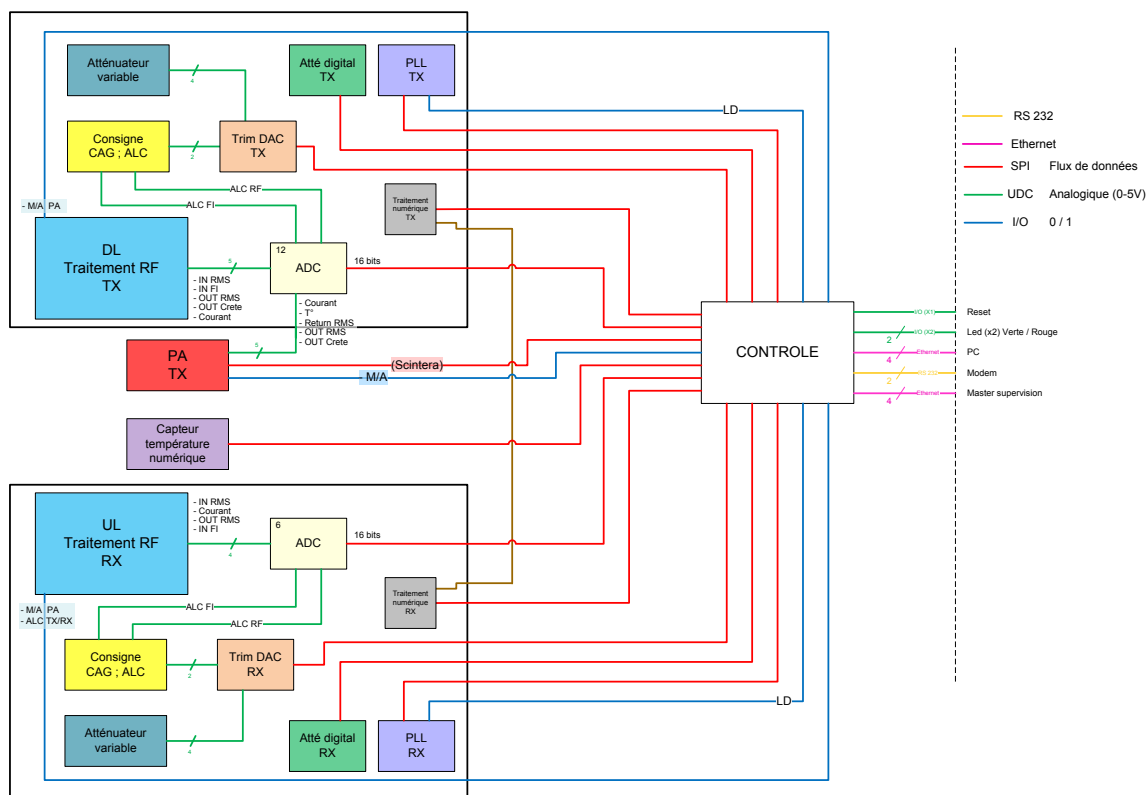 Atténuateur
variable
4
Atté digital
TX
PLL
TX
LD
Consigne
CAG ; ALC
2
Trim DAC
TX
ALC RF
ALC FI
- M/A PA
Traitement
numérique
TX
DL
Traitement RF
TX
5
12
ADC
16 bits
- IN RMS
- IN FI
- OUT RMS
- OUT Crete
- Courant
- Courant
- T°
- Return RMS
- OUT RMS
- OUT Crete
5
PA
TX
(Scintera)
M/A
Capteur
température
numérique
CONTROLE
RS 232
Ethernet
SPI Flux de données
UDC Analogique (0-5V)
I/O 0 / 1
I/O (X1) Reset
2 I/O (X2) Led (x2) Verte / Rouge
4 Ethernet PC
2 RS 232 Modem
4 Ethernet Master supervision
UL
Traitement RF
RX
- IN RMS
- Courant
- OUT RMS
- IN FI
4
6
ADC
16 bits
Traitement
numérique
RX
- M/A PA
- ALC TX/RX
ALC FI
ALC RF
Consigne
CAG ; ALC
2
Trim DAC
RX
Atténuateur
variable
4
Atté digital
RX
PLL
RX
LD